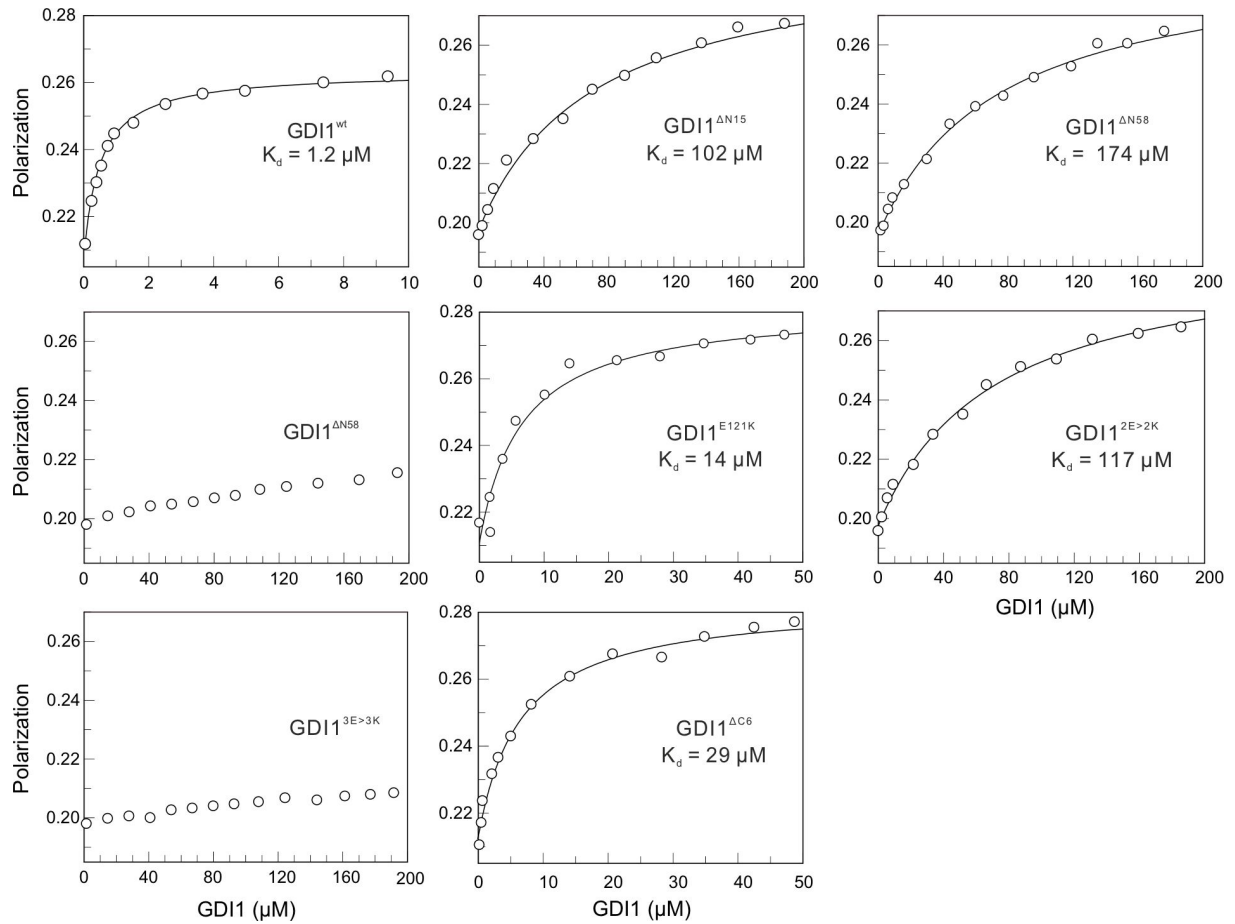 0.28
0.26
0.24
0.22
Polarization
GDI1^wt
K_d = 1.2 µM
0 2 4 6 8 10
0.26
0.24
0.22
0.20
GDI1^ΔN15
K_d = 102 µM
0 40 80 120 160 200
0.26
0.24
0.22
0.20
GDI1^ΔN58
K_d = 174 µM
0 40 80 120 160 200
0.26
0.24
0.22
0.20
Polarization
GDI1^ΔN58
0 40 80 120 160 200
0.28
0.26
0.24
0.22
GDI1^E121K
K_d = 14 µM
0 10 20 30 40 50
0.26
0.24
0.22
0.20
GDI1^2E>2K
K_d = 117 µM
0 40 80 120 160 200
GDI1 (µM)
0.26
0.24
0.22
0.20
Polarization
GDI1^3E>3K
0 40 80 120 160 200
GDI1 (µM)
0.28
0.26
0.24
0.22
GDI1^ΔC6
K_d = 29 µM
0 10 20 30 40 50
GDI1 (µM)